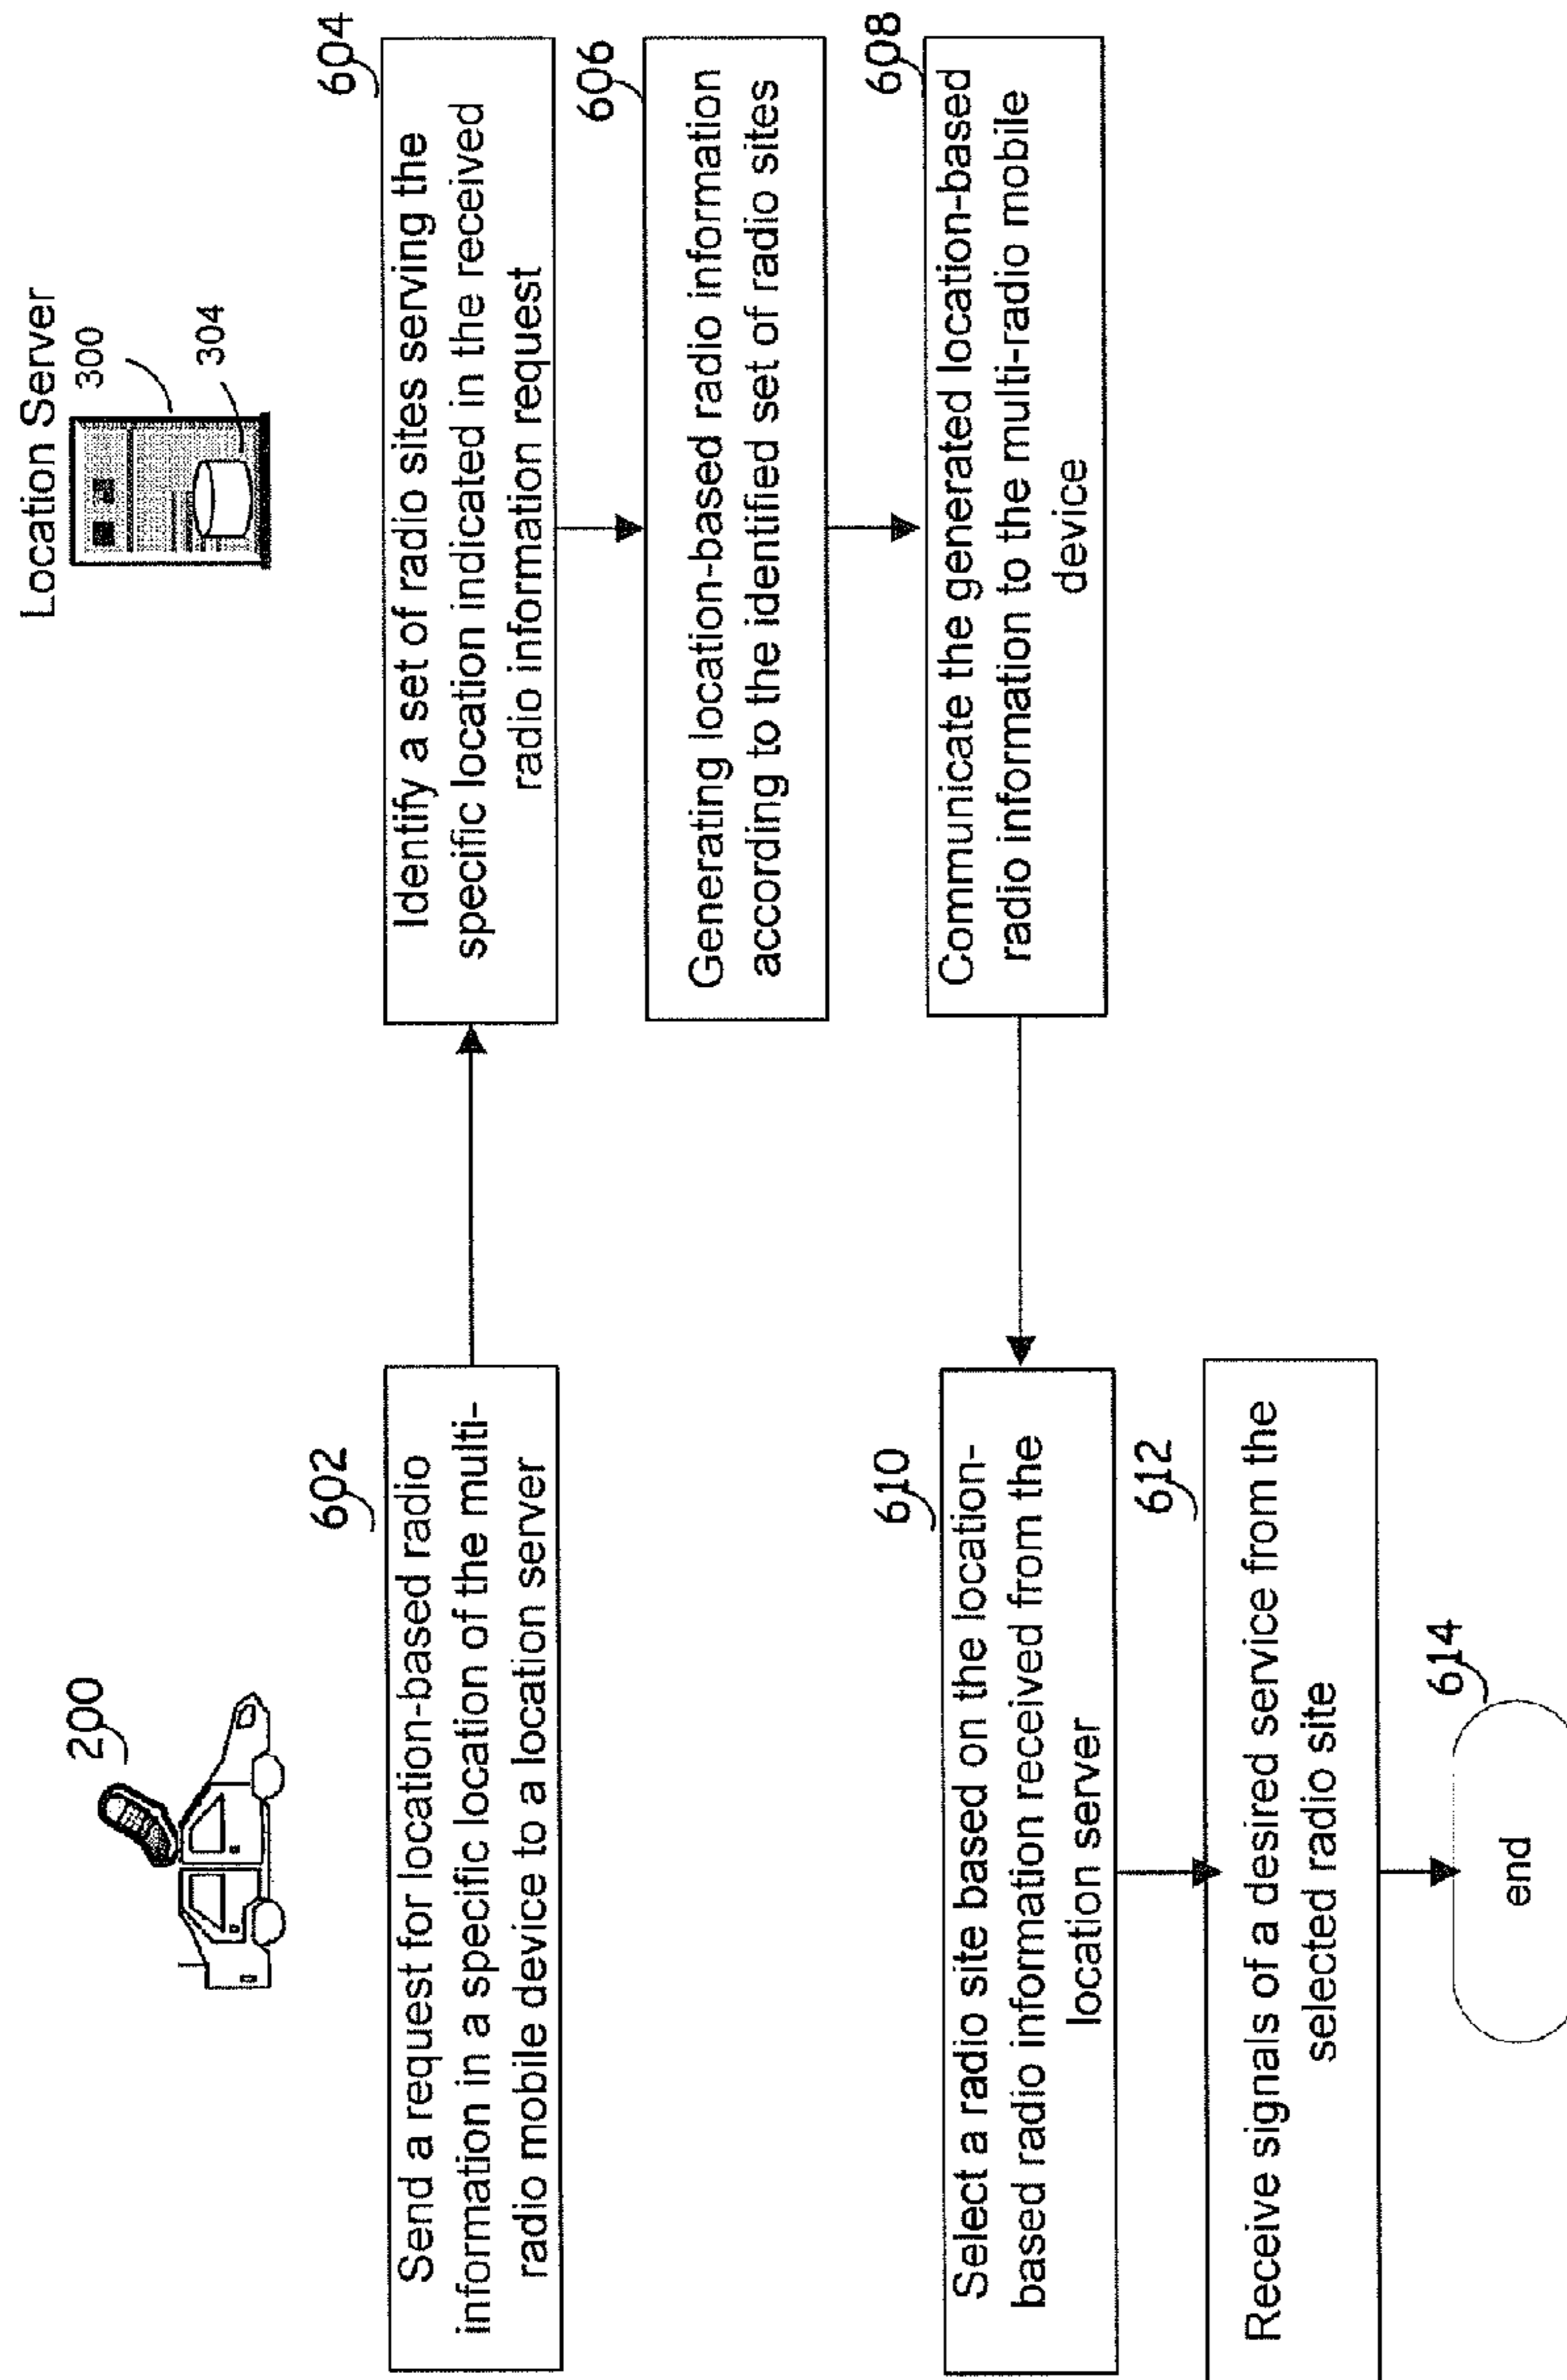 200
Location Server
300
304
602
Send a request for location-based radio
information in a specific location of the multi-
radio mobile device to a location server
604
Identify a set of radio sites serving the
specific location indicated in the received
radio information request
606
Generating location-based radio information
according to the identified set of radio sites
608
Communicate the generated location-based
radio information to the multi-radio mobile
device
610
Select a radio site based on the location-
based radio information received from the
location server
612
Receive signals of a desired service from the
selected radio site
614
end